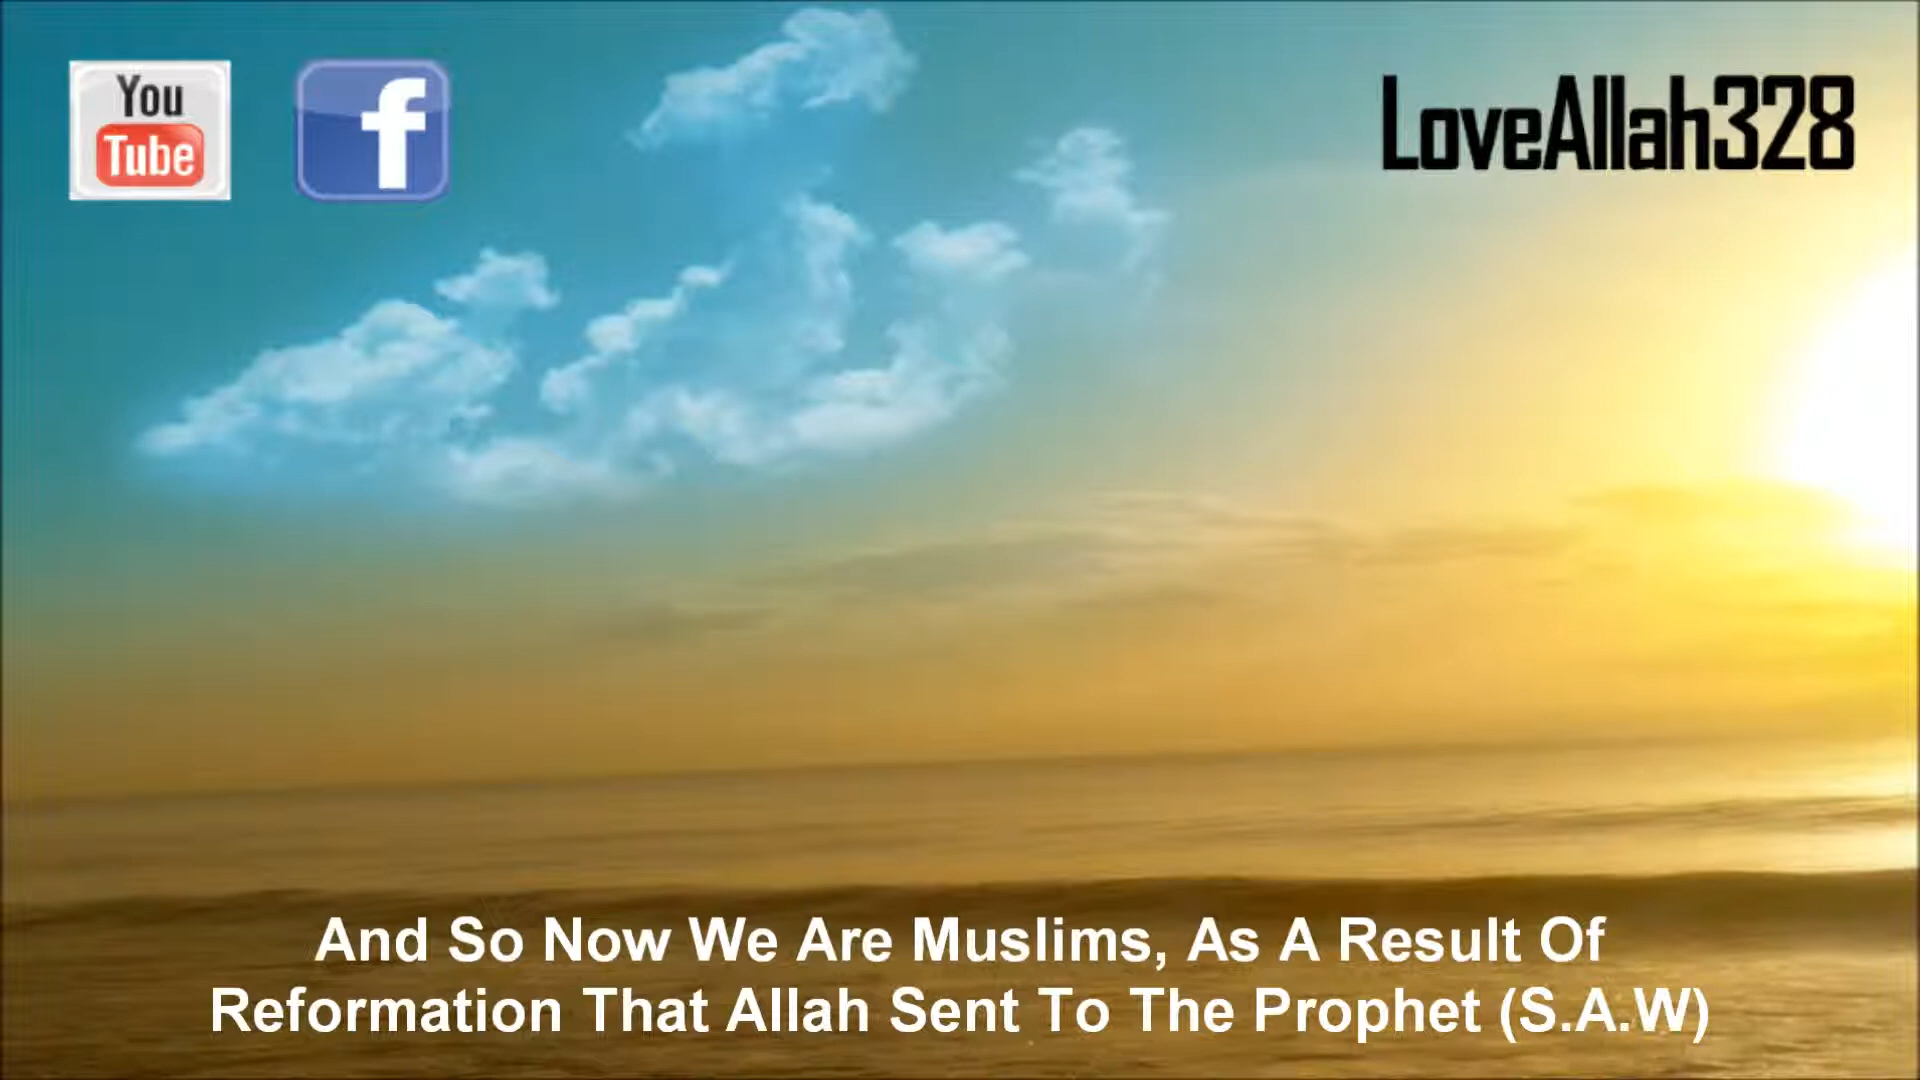 You
Tube
f
LoveAllah328
And So Now We Are Muslims, As A Result Of
Reformation That Allah Sent To The Prophet (S.A.W)